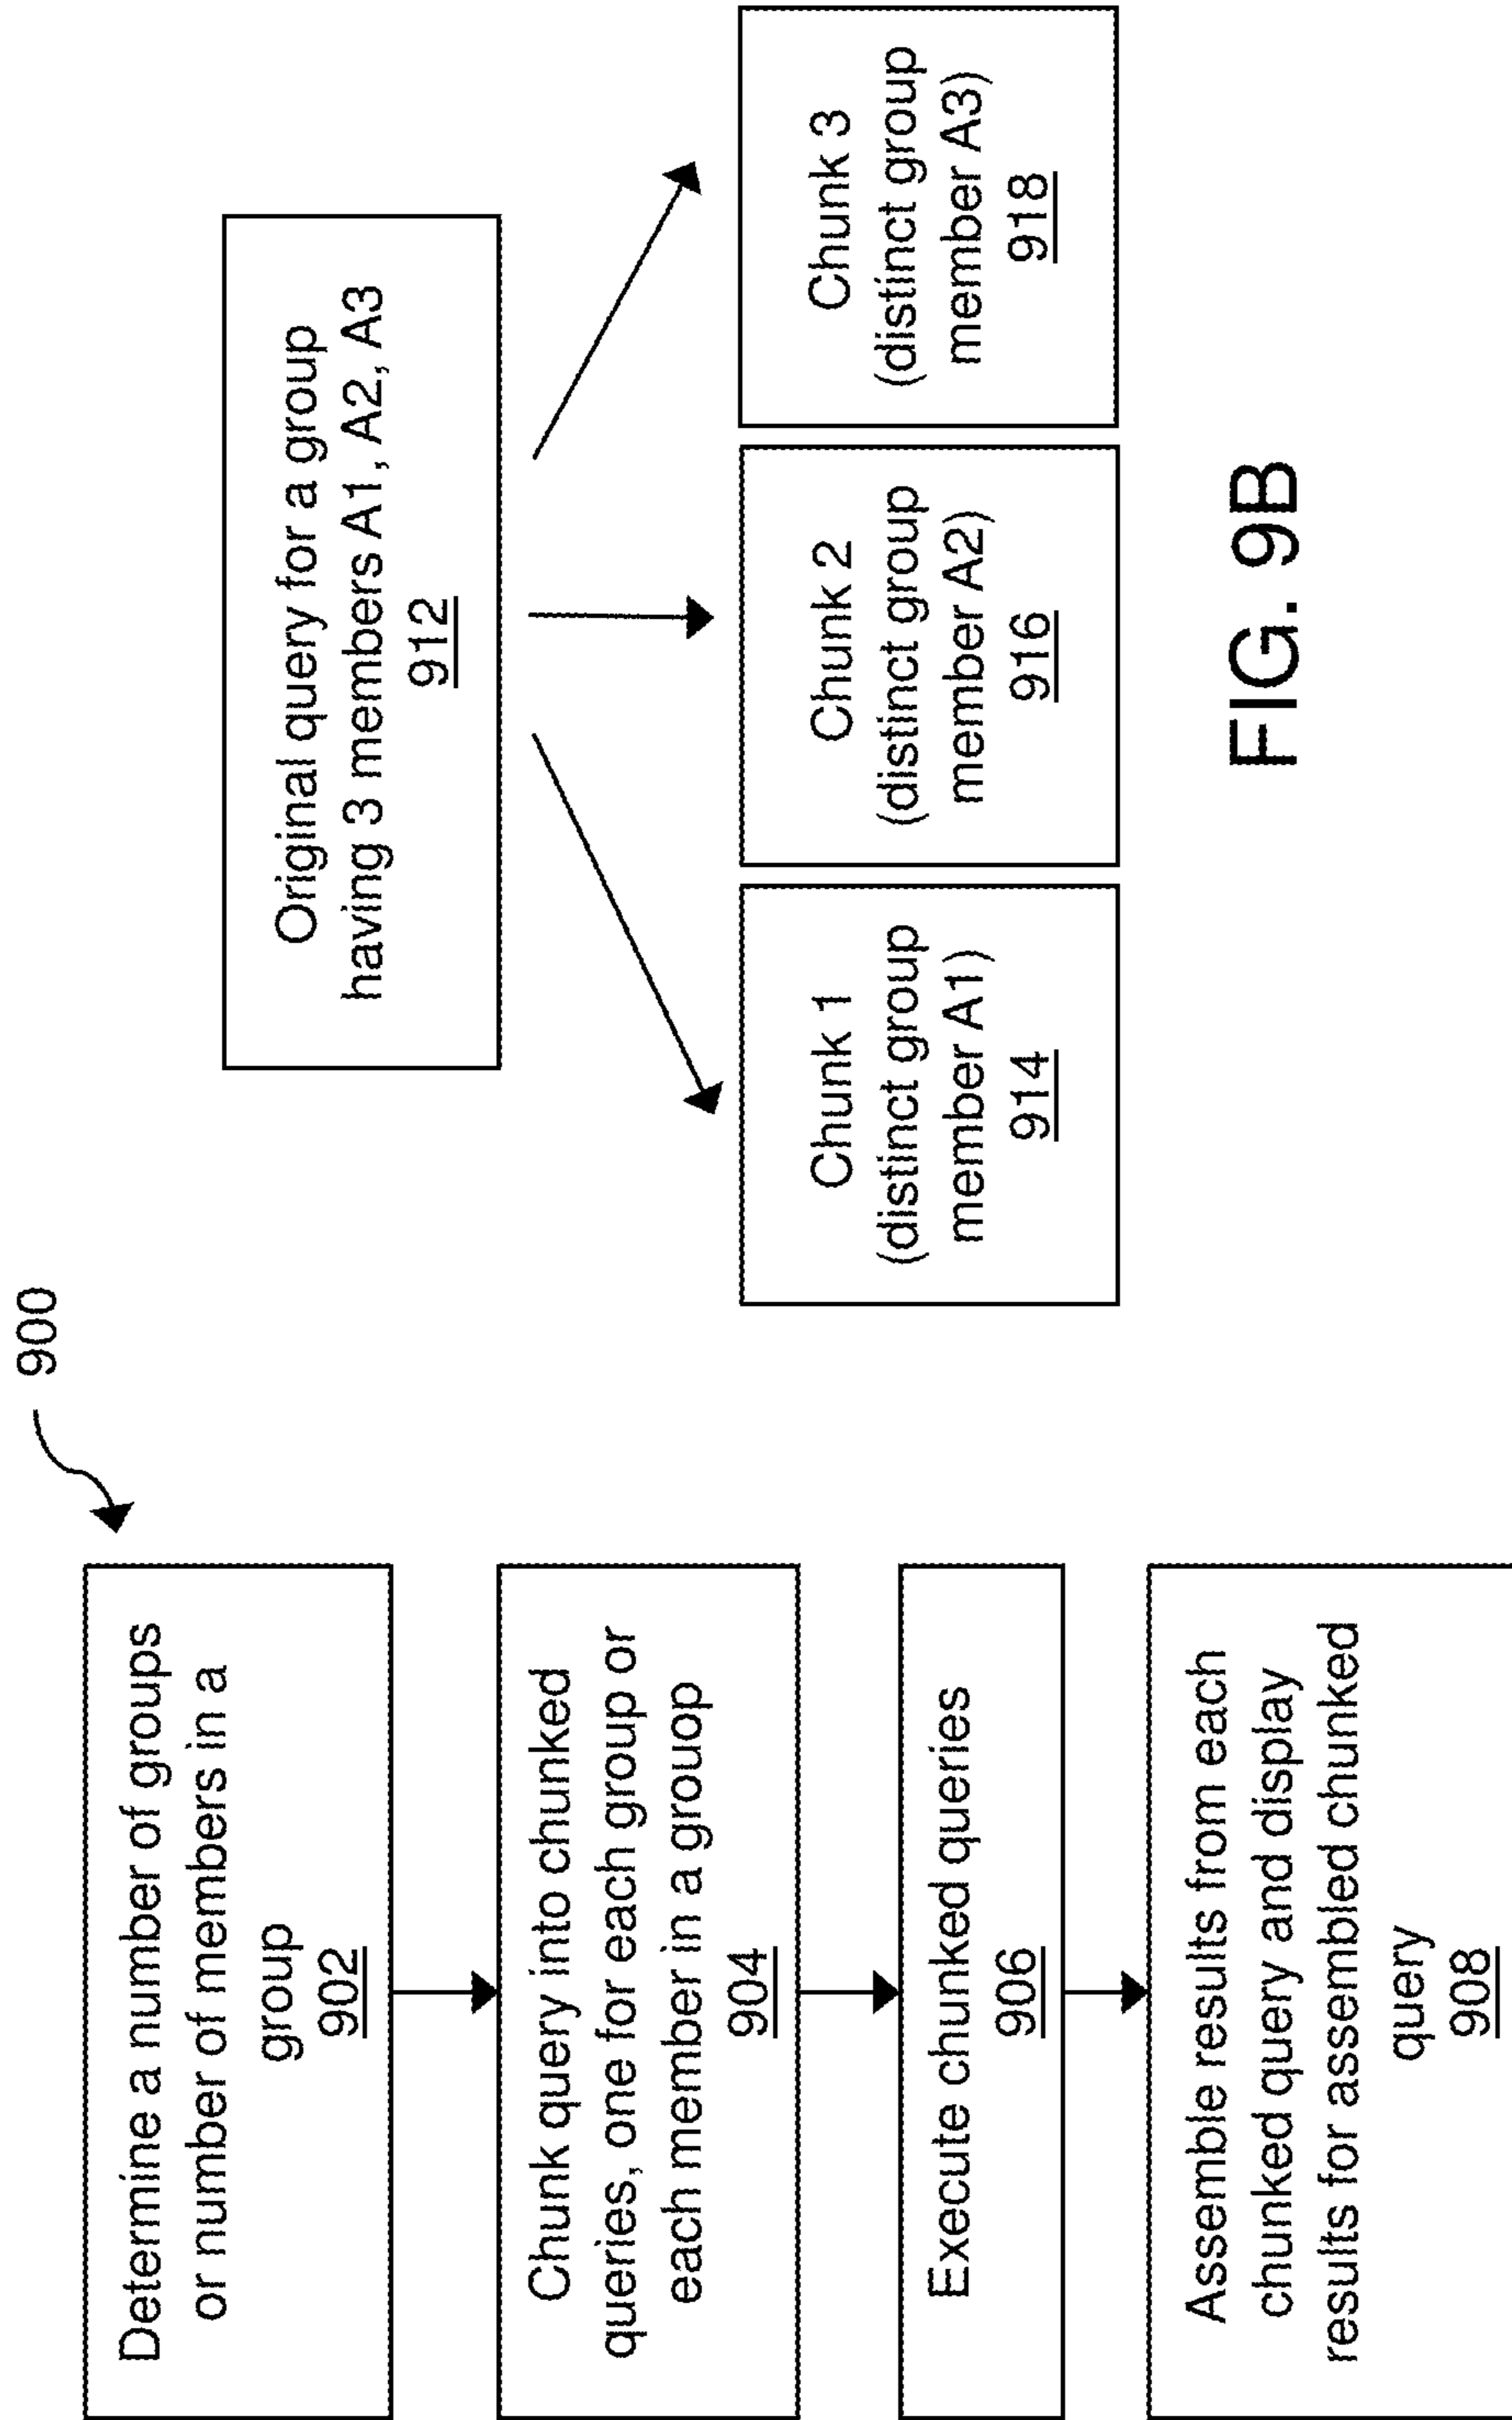 900
Determine a number of groups
or number of members in a
group
902
Chunk query into chunked
queries, one for each group or
each member in a gruop
904
Execute chunked queries
906
Assemble results from each
chunked query and display
results for assembled chunked
query
908
Original query for a group
having 3 members A1, A2, A3
912
Chunk 1
(distinct group
member A1)
914
Chunk 2
(distinct group
member A2)
916
Chunk 3
(distinct group
member A3)
918
FIG. 9B